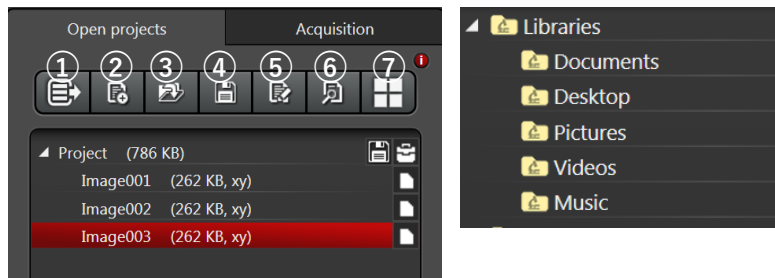 Open projects
Acquisition
1 2 3 4 5 6 7
i
Project (786 KB)
Image001 (262 KB, xy)
Image002 (262 KB, xy)
Image003 (262 KB, xy)
Libraries
Documents
Desktop
Pictures
Videos
Music